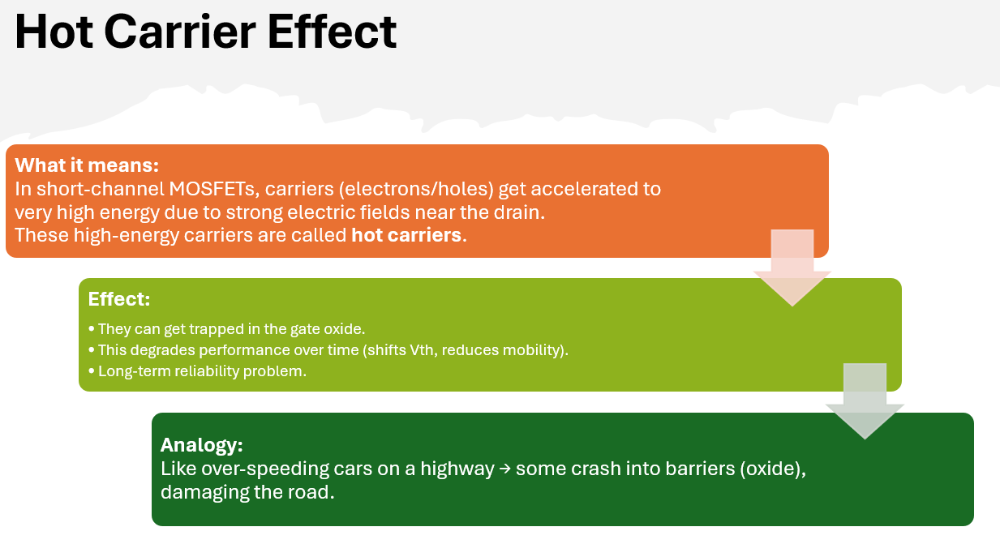 Hot Carrier Effect
What it means:
In short-channel MOSFETs, carriers (electrons/holes) get accelerated to
very high energy due to strong electric fields near the drain.
These high-energy carriers are called hot carriers.
Effect:
• They can get trapped in the gate oxide.
• This degrades performance over time (shifts Vth, reduces mobility).
• Long-term reliability problem.
Analogy:
Like over-speeding cars on a highway → some crash into barriers (oxide),
damaging the road.